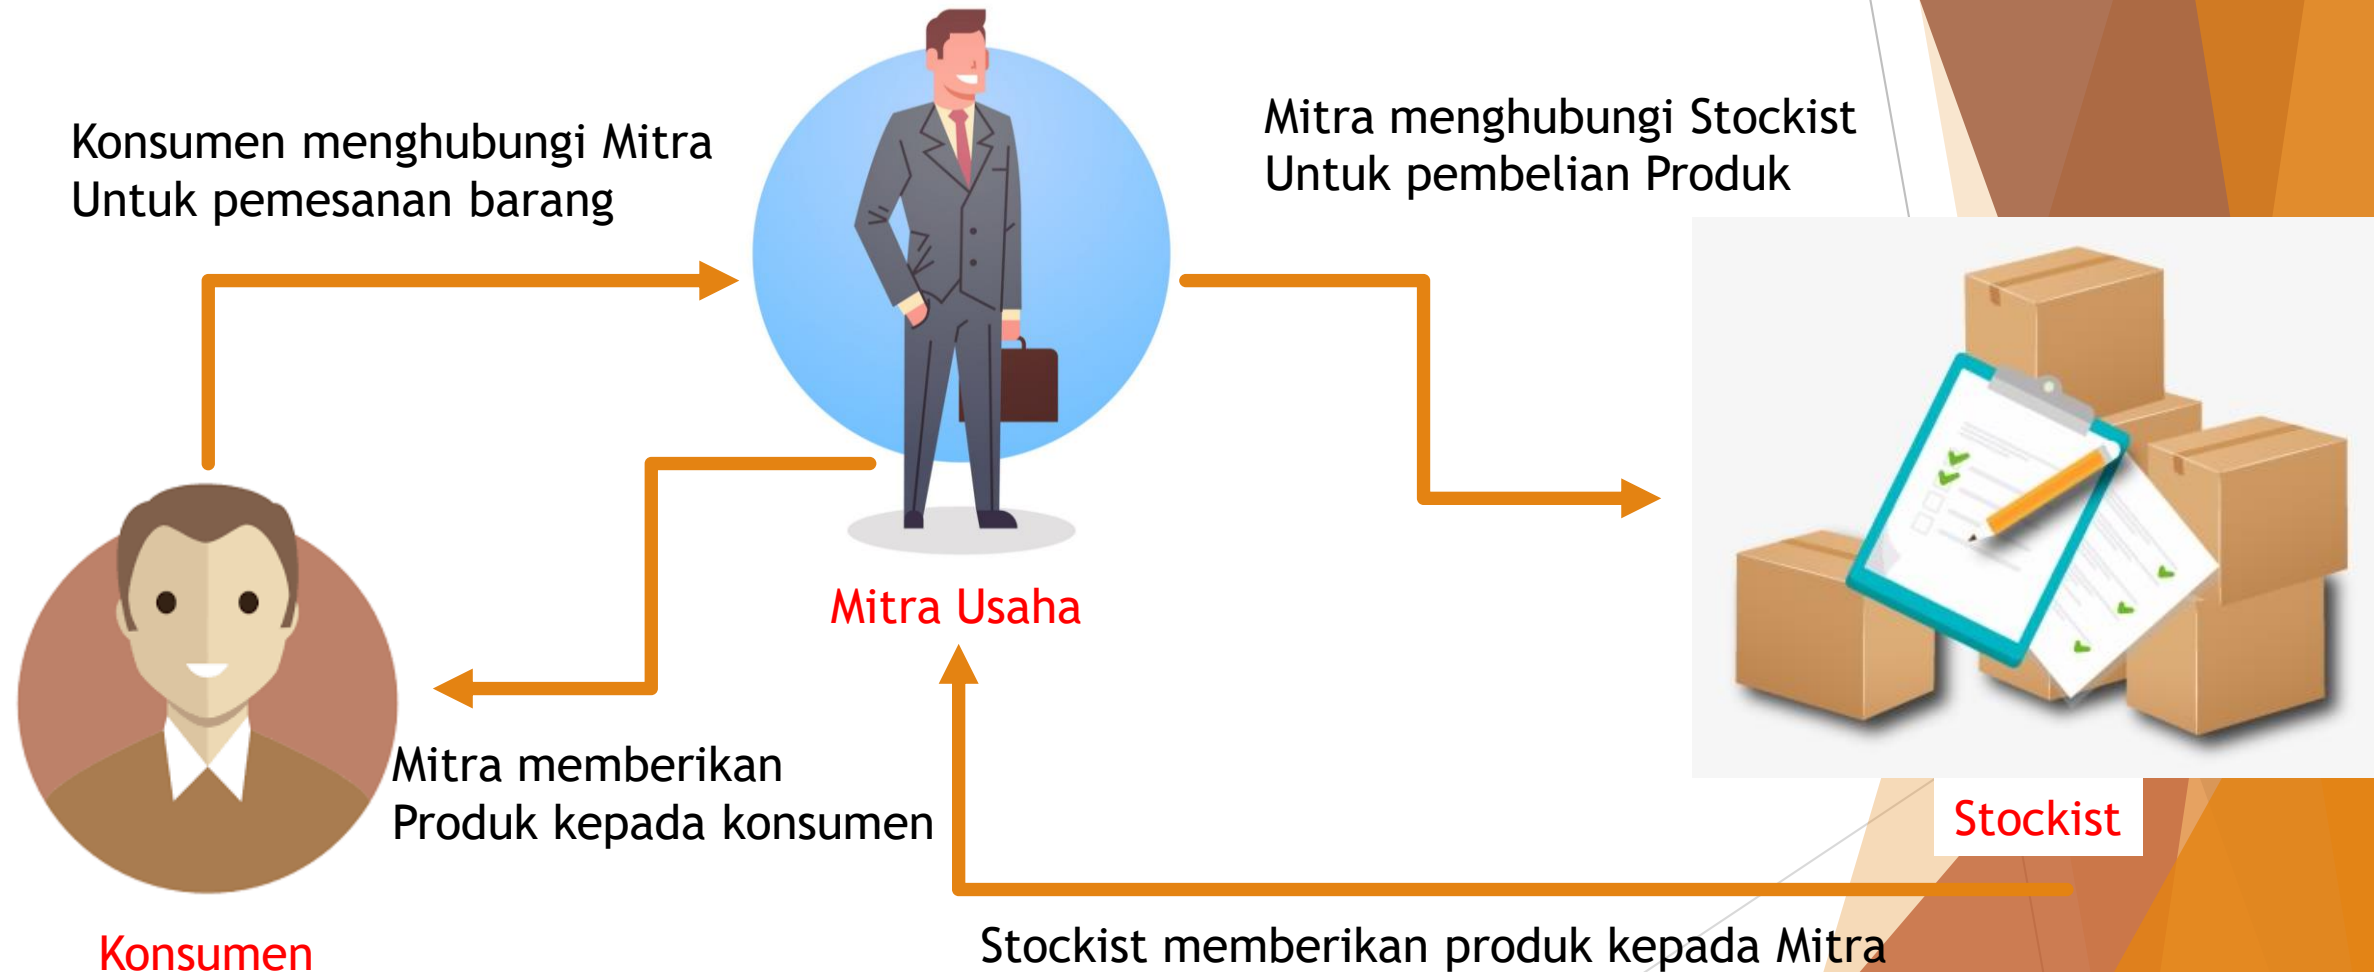 Konsumen menghubungi Mitra
Untuk pemesanan barang
Mitra menghubungi Stockist
Untuk pembelian Produk
Mitra Usaha
Mitra memberikan
Produk kepada konsumen
Stockist
Konsumen
Stockist memberikan produk kepada Mitra